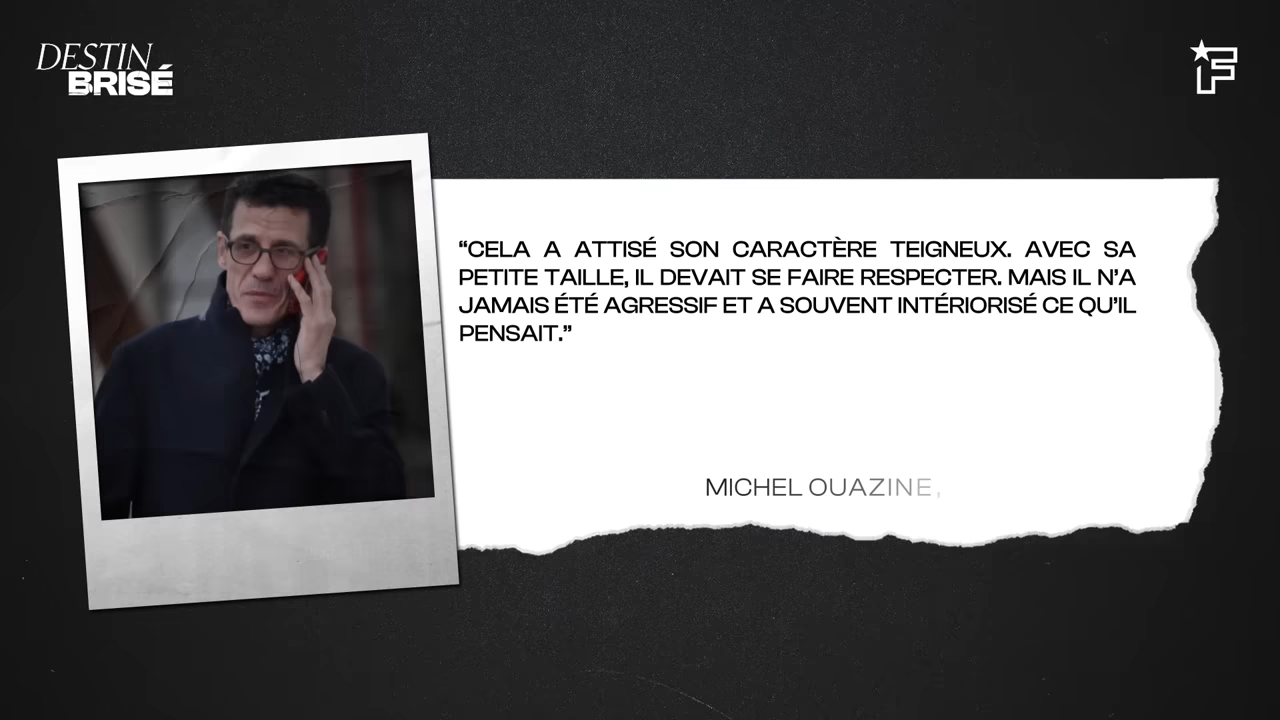 DESTIN
BRISÉ
F
“CELA A ATTISÉ SON CARACTÈRE TEIGNEUX. AVEC SA
PETITE TAILLE, IL DEVAIT SE FAIRE RESPECTER. MAIS IL N’A
JAMAIS ÉTÉ AGRESSIF ET A SOUVENT INTÉRIORISÉ CE QU’IL
PENSAIT.”
MICHEL OUAZINE,